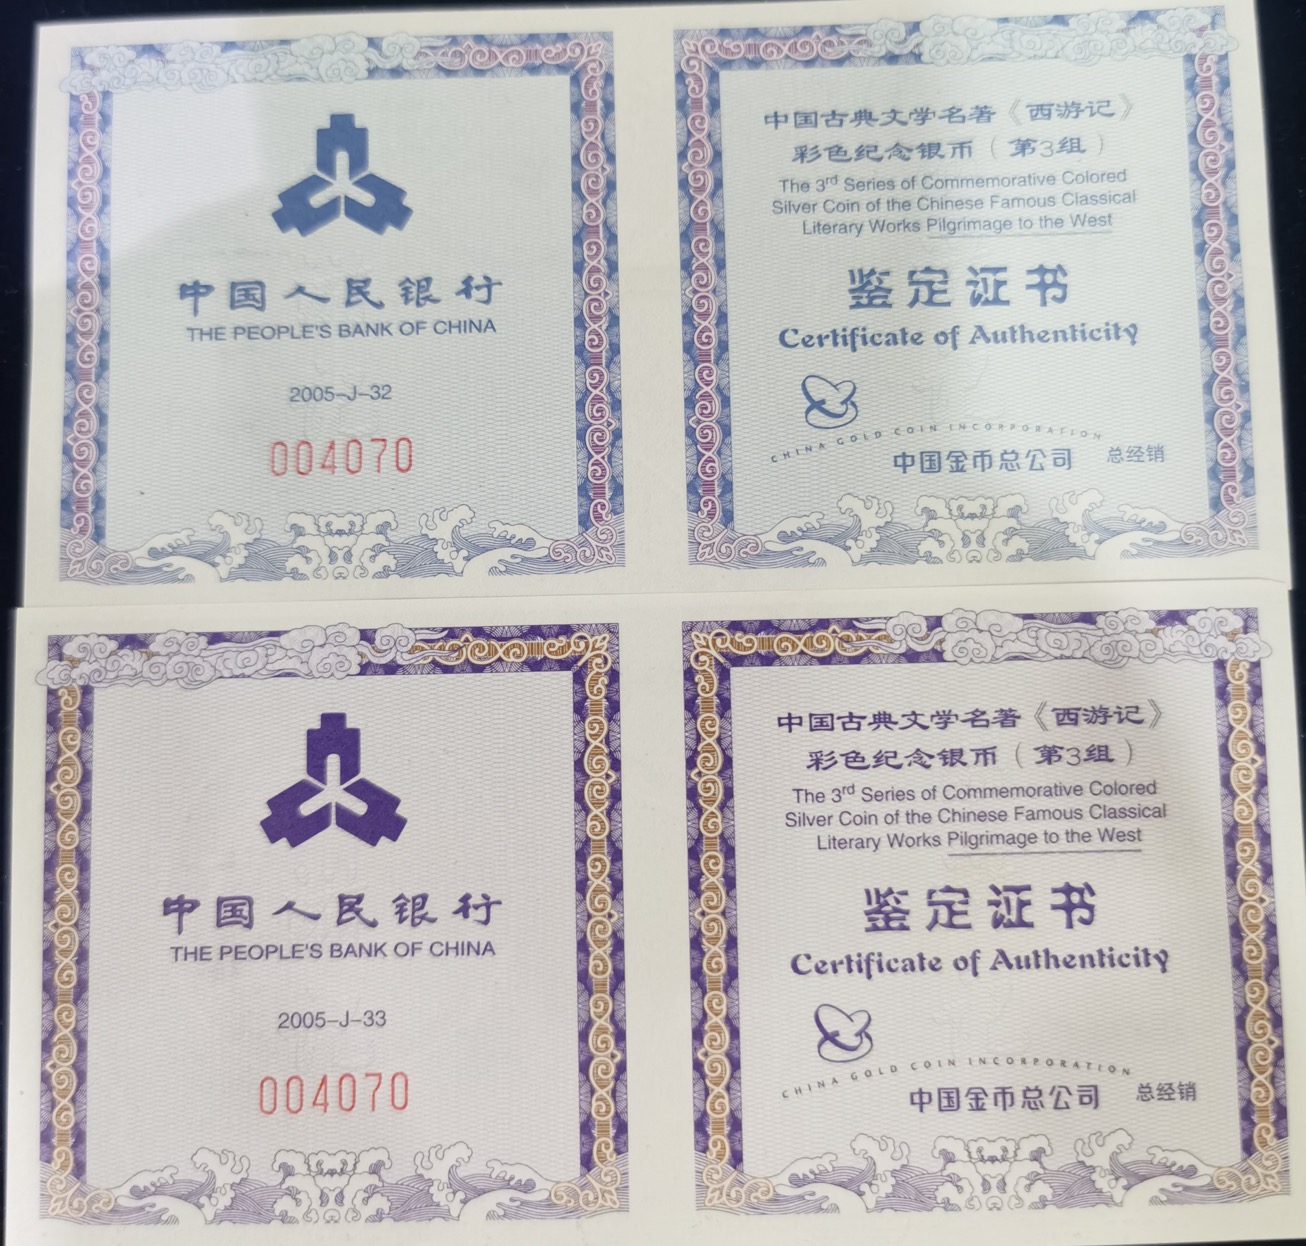 中国人民银行
THE PEOPLE'S BANK OF CHINA
2005-J-32
004070
中国古典文学名著《西游记》
彩色纪念银币（第3组）
The 3rd Series of Commemorative Colored
Silver Coin of the Chinese Famous Classical
Literary Works Pilgrimage to the West
鉴定证书
Certificate of Authenticity
CHINA GOLD COIN INCORPORATION
中国金币总公司 总经销
中国人民银行
THE PEOPLE'S BANK OF CHINA
2005-J-33
004070
中国古典文学名著《西游记》
彩色纪念银币（第3组）
The 3rd Series of Commemorative Colored
Silver Coin of the Chinese Famous Classical
Literary Works Pilgrimage to the West
鉴定证书
Certificate of Authenticity
CHINA GOLD COIN INCORPORATION
中国金币总公司 总经销